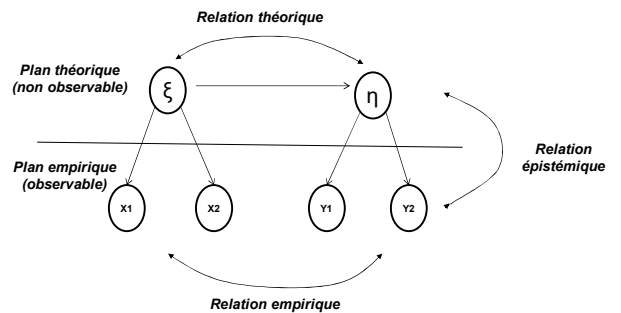 Relation théorique
Plan théorique
(non observable)
ξ
η
Relation
épistémique
Plan empirique
(observable)
X1
X2
Y1
Y2
Relation empirique